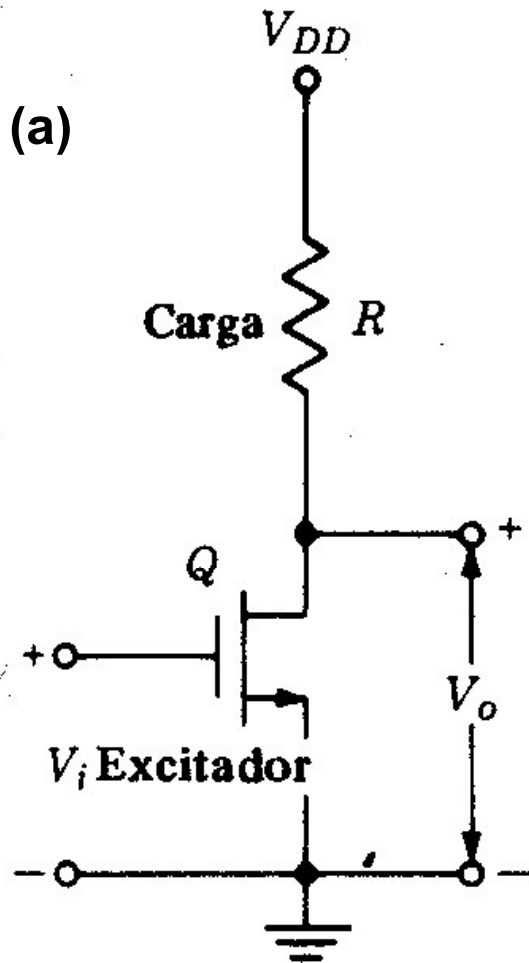 V_DD
(a)
Carga R
Q
+
+
V_o
V_i Excitador
− −